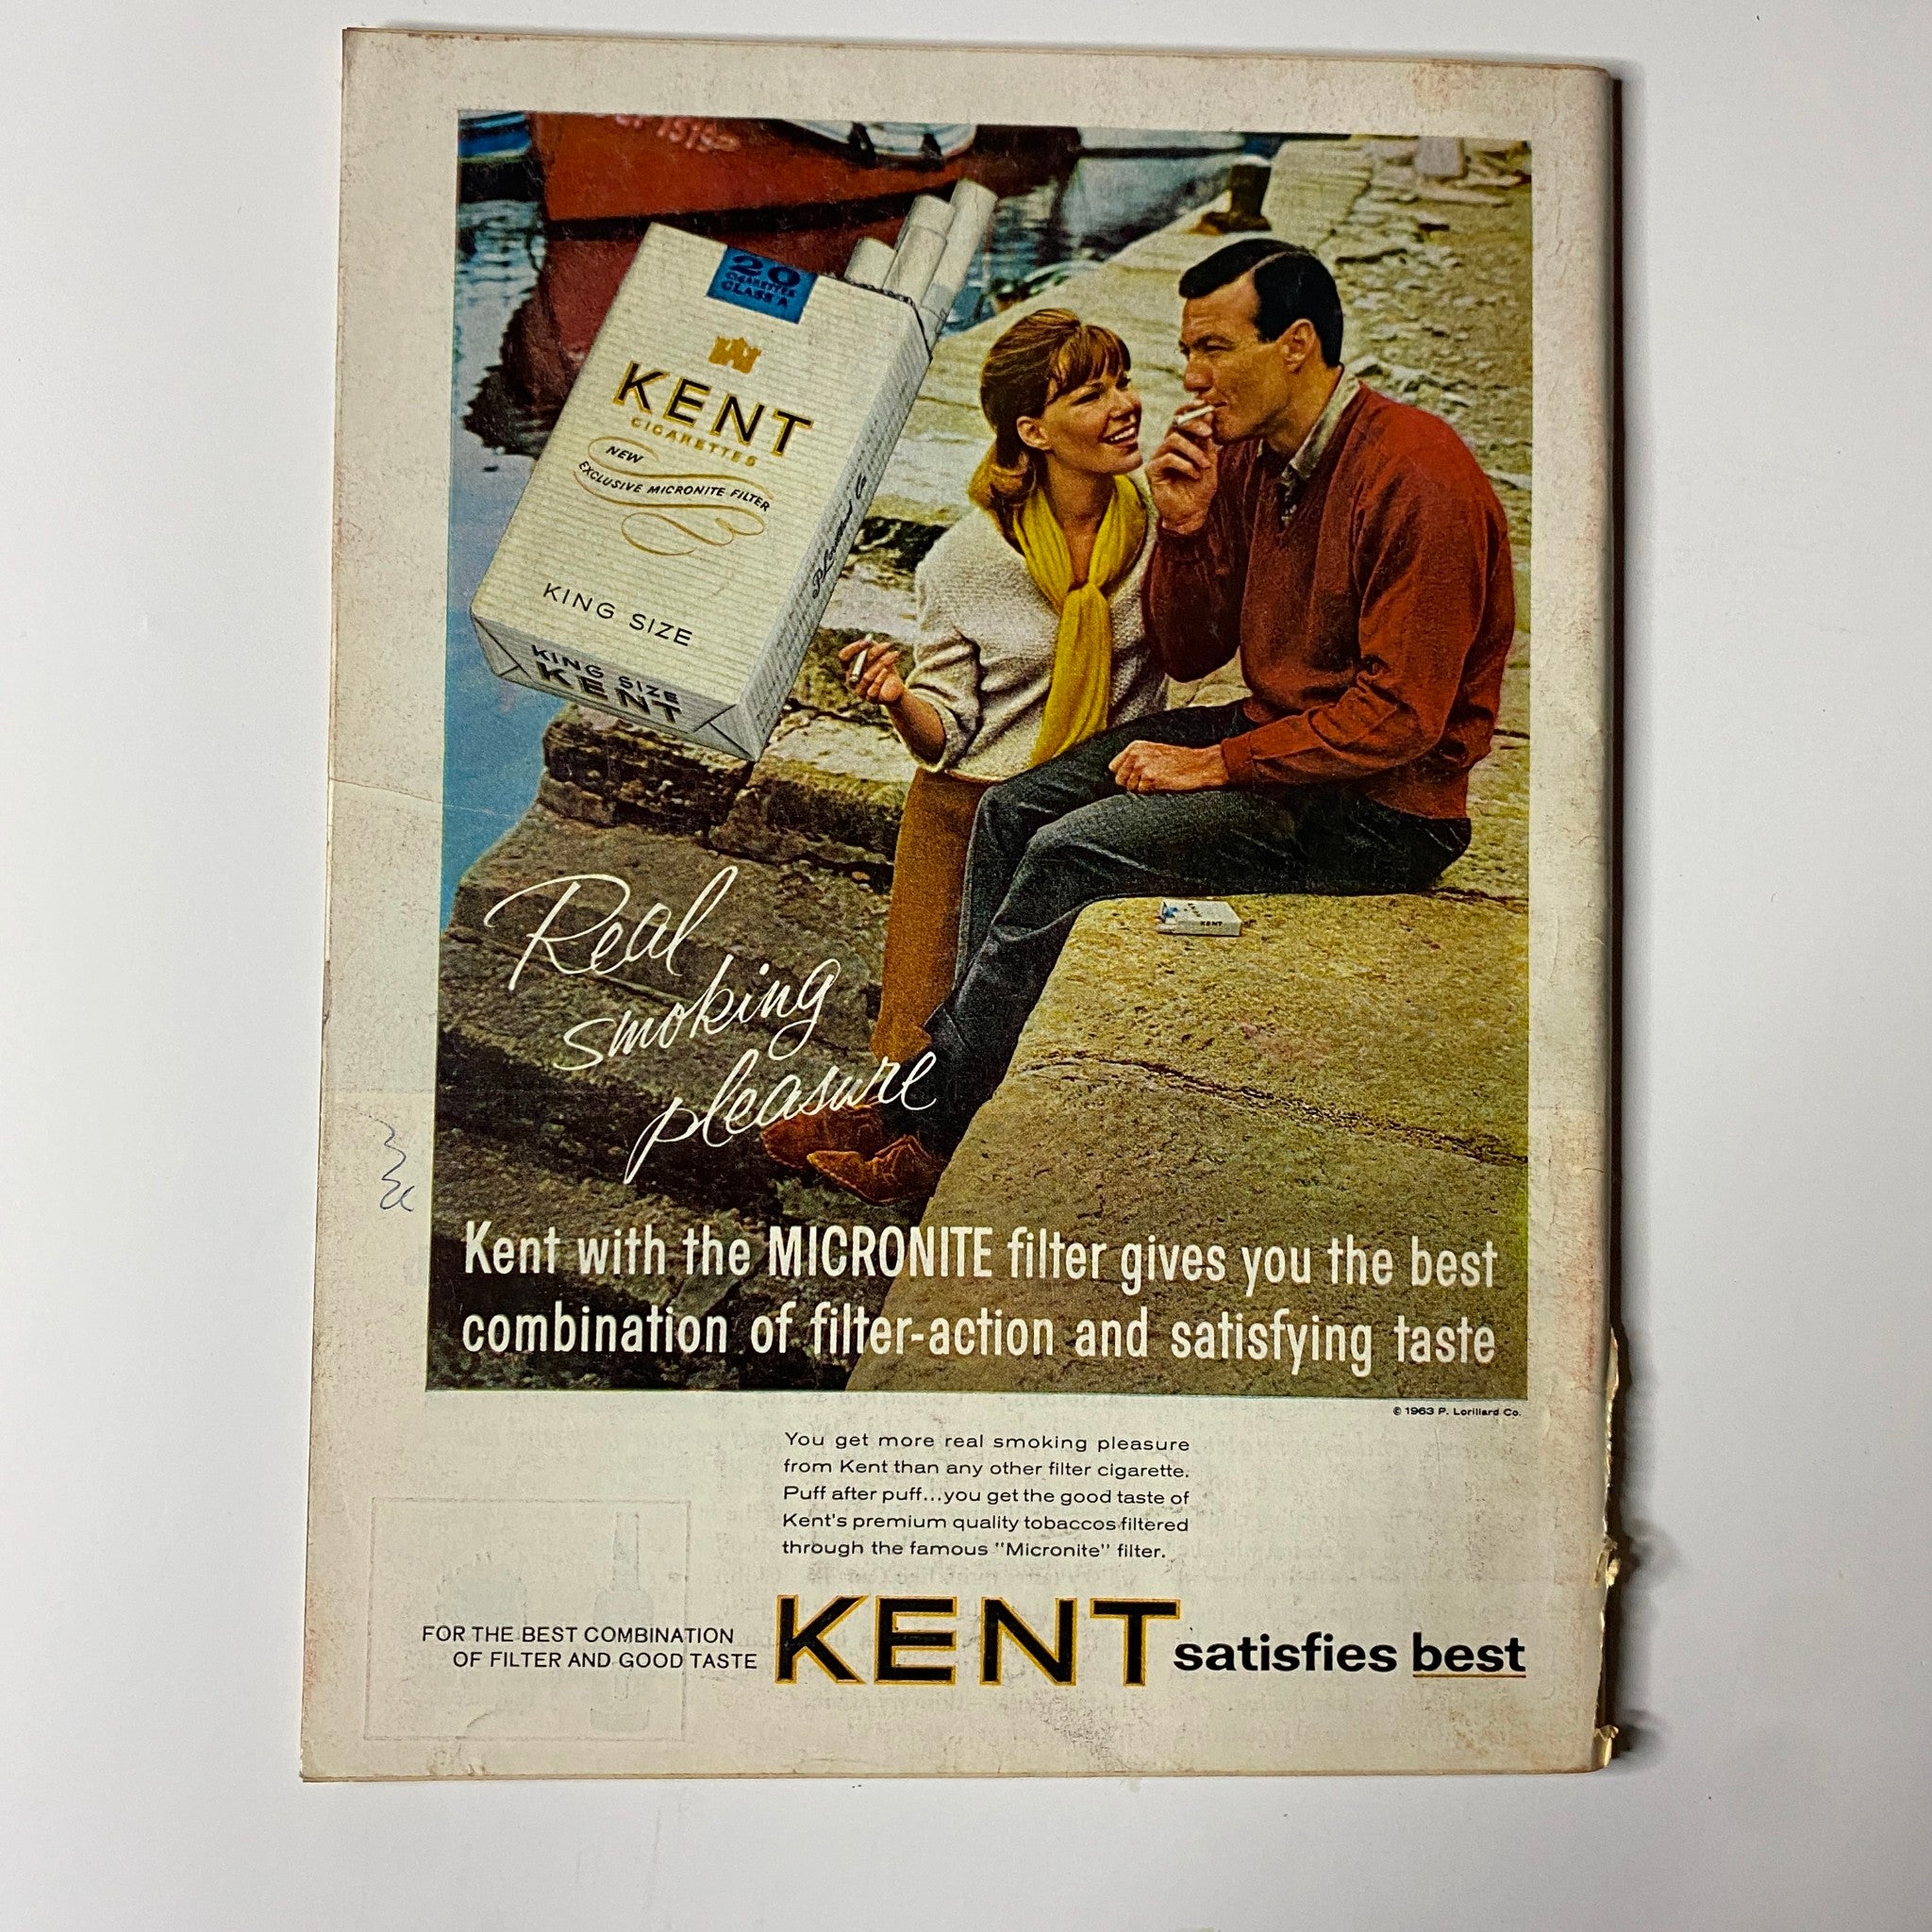 20
CIGARETTES
CLASS A
KENT
CIGARETTES
NEW
EXCLUSIVE MICRONITE FILTER
P. Lorillard Co
KING SIZE
KING SIZE
KENT
KENT
Real
smoking
pleasure
Kent with the MICRONITE filter gives you the best
combination of filter-action and satisfying taste
© 1963 P. Lorillard Co.
You get more real smoking pleasure
from Kent than any other filter cigarette.
Puff after puff...you get the good taste of
Kent's premium quality tobaccos filtered
through the famous "Micronite" filter.
FOR THE BEST COMBINATION
OF FILTER AND GOOD TASTE
KENT satisfies best